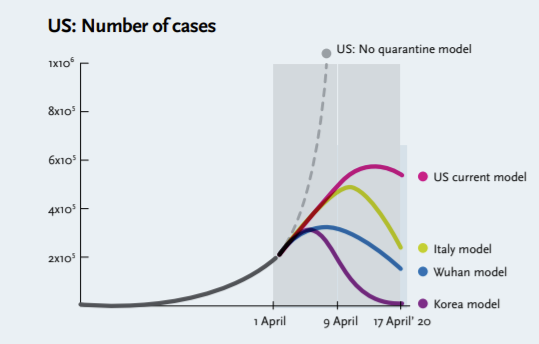 US: Number of cases
US: No quarantine model
1x10⁶
8x10⁵
6x10⁵
US current model
4x10⁵
Italy model
2x10⁵
Wuhan model
Korea model
1 April
9 April
17 April' 20